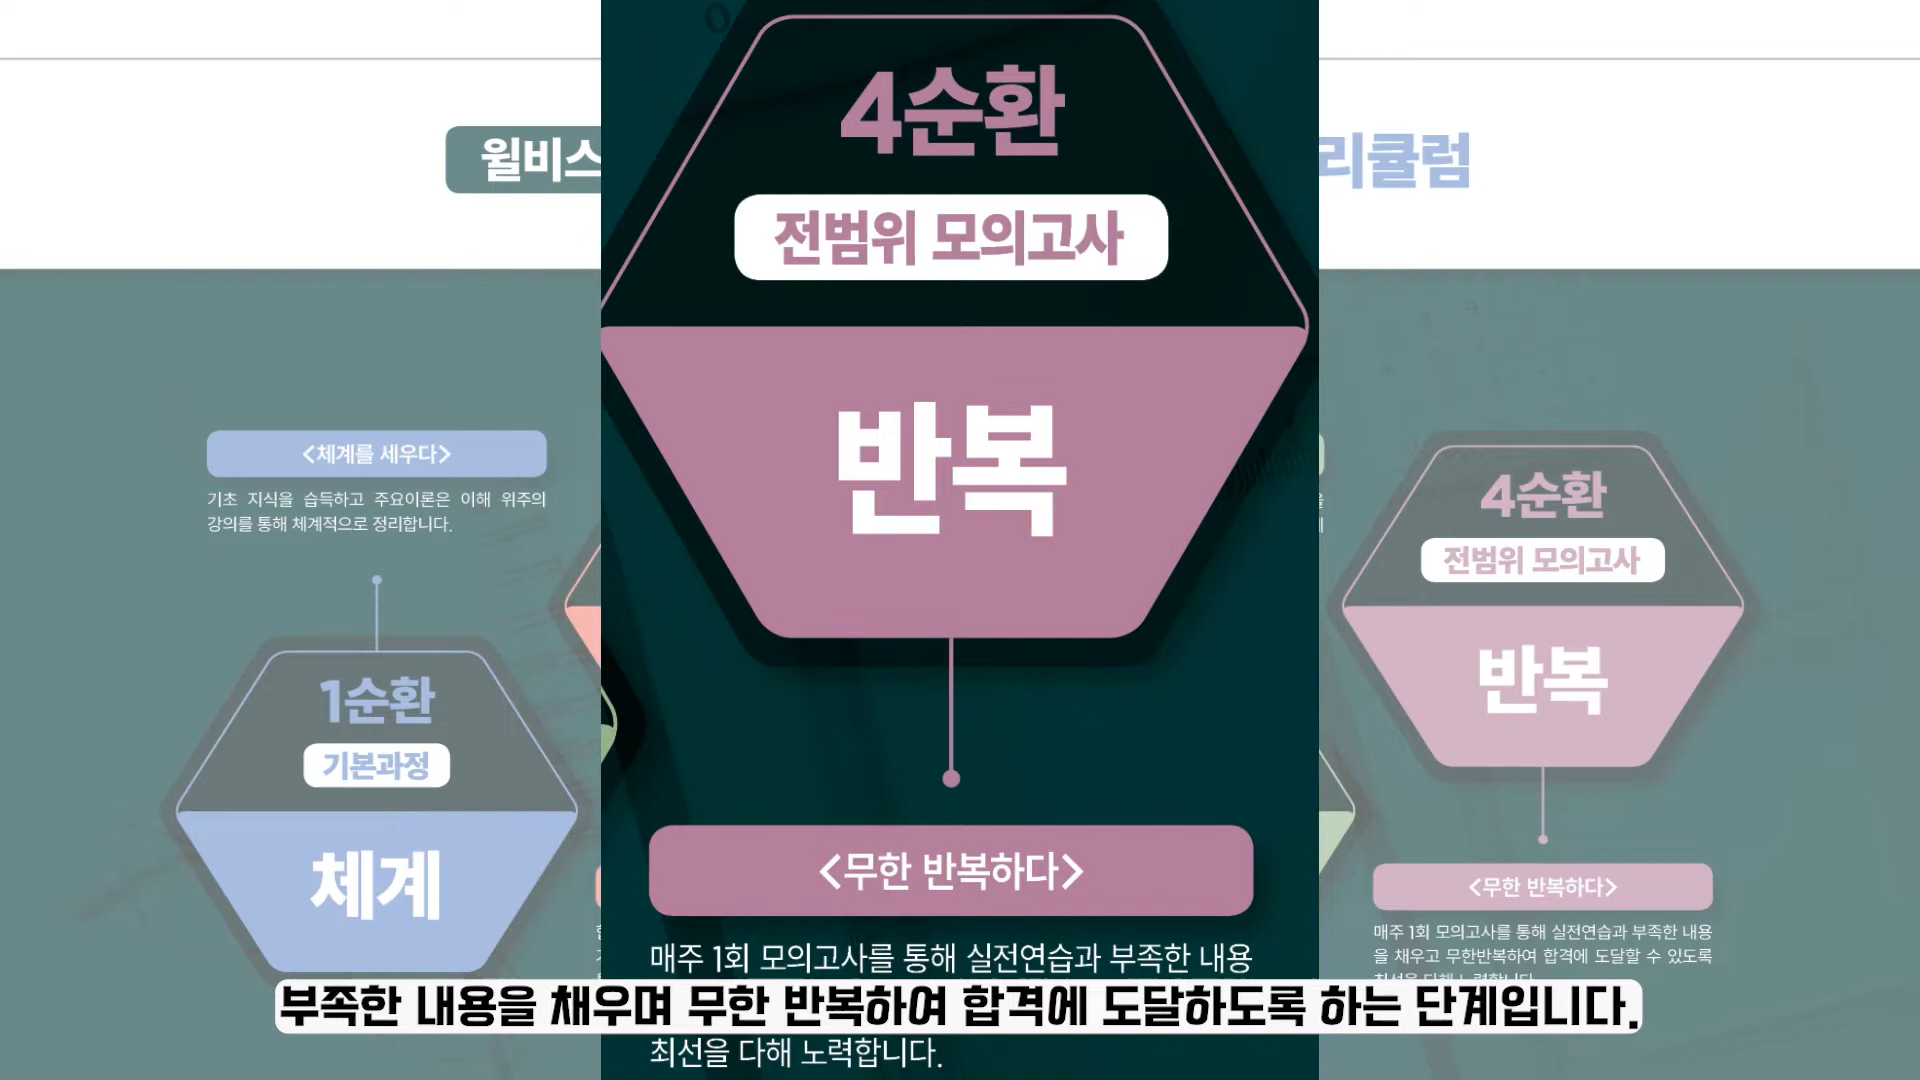 윌비스
리큘럼
<체계를 세우다>
기초 지식을 습득하고 주요이론은 이해 위주의
강의를 통해 체계적으로 정리합니다.
1순환
기본과정
체계
4순환
전범위 모의고사
반복
<무한 반복하다>
매주 1회 모의고사를 통해 실전연습과 부족한 내용
최선을 다해 노력합니다.
4순환
전범위 모의고사
반복
<무한 반복하다>
매주 1회 모의고사를 통해 실전연습과 부족한 내용
을 채우고 무한반복하여 합격에 도달할 수 있도록
최선을 다해 노력합니다.
부족한 내용을 채우며 무한 반복하여 합격에 도달하도록 하는 단계입니다.